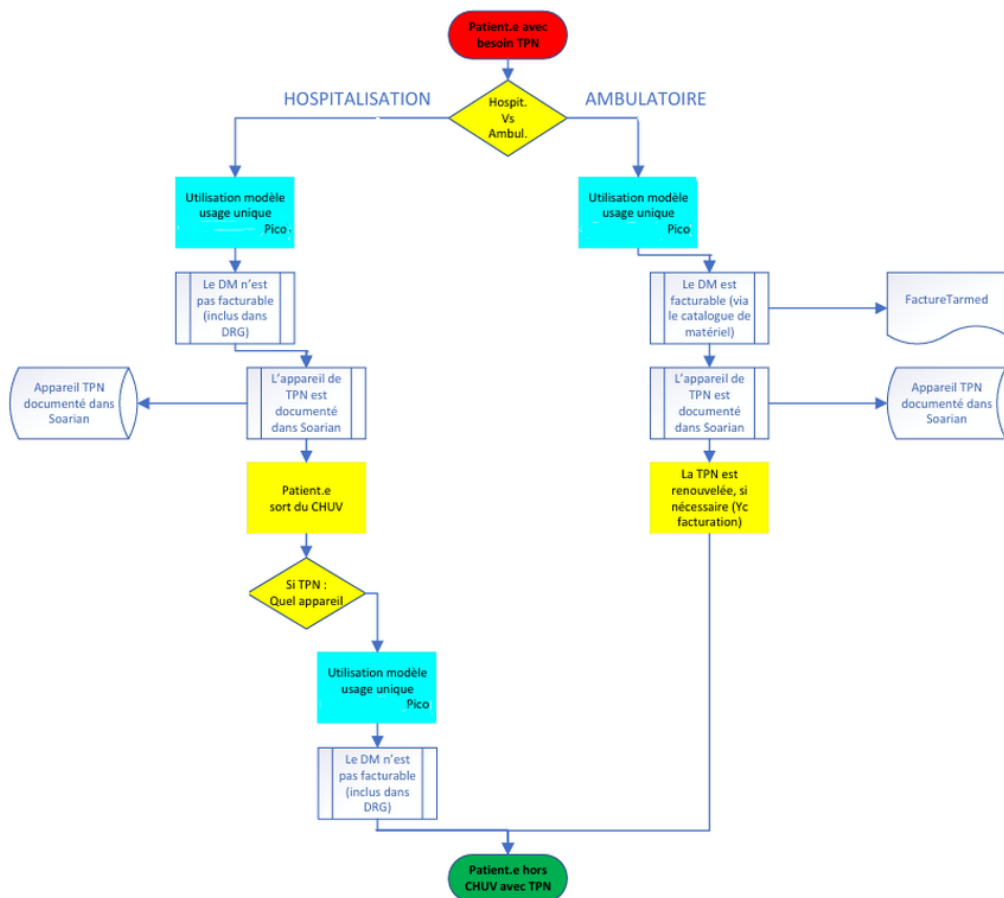 Patient.e avec
besoin TPN
HOSPITALISATION
AMBULATOIRE
Hospit.
Vs
Ambul.
Utilisation modèle
usage unique
Pico
Utilisation modèle
usage unique
Pico
Le DM n'est
pas facturable
(inclus dans
DRG)
Le DM est
facturable (via
le catalogue de
matériel)
FactureTarmed
Appareil TPN
documenté dans
Soarian
L'appareil de
TPN est
documenté
dans Soarian
L'appareil de
TPN est
documenté
dans Soarian
Appareil TPN
documenté dans
Soarian
Patient.e
sort du CHUV
La TPN est
renouvelée, si
nécessaire (Yc
facturation)
Si TPN :
Quel appareil
Utilisation modèle
usage unique
Pico
Le DM n'est
pas facturable
(inclus dans
DRG)
Patient.e hors
CHUV avec TPN